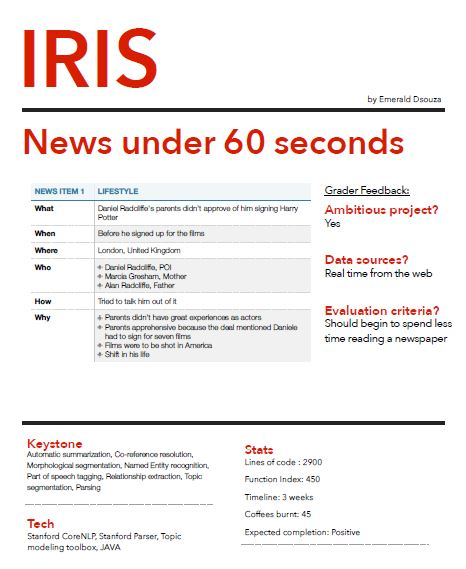 IRIS
by Emerald Dsouza
News under 60 seconds
NEWS ITEM 1 LIFESTYLE
What Daniel Radcliffe's parents didn't approve of him signing Harry
Potter
When Before he signed up for the films
Where London, United Kingdom
Who Daniel Radcliffe, POI
Marcia Gresham, Mother
Alan Radcliffe, Father
How Tried to talk him out of it
Why Parents didn't have great experiences as actors
Parents apprehensive because the deal mentioned Daniele
had to sign for seven films
Films were to be shot in America
Shift in his life
Grader Feedback:
Ambitious project?
Yes
Data sources?
Real time from the web
Evaluation criteria?
Should begin to spend less
time reading a newspaper
Keystone
Automatic summarization, Co-reference resolution,
Morphological segmentation, Named Entity recognition,
Part of speech tagging, Relationship extraction, Topic
segmentation, Parsing
Tech
Stanford CoreNLP, Stanford Parser, Topic
modeling toolbox, JAVA
Stats
Lines of code : 2900
Function Index: 450
Timeline: 3 weeks
Coffees burnt: 45
Expected completion: Positive